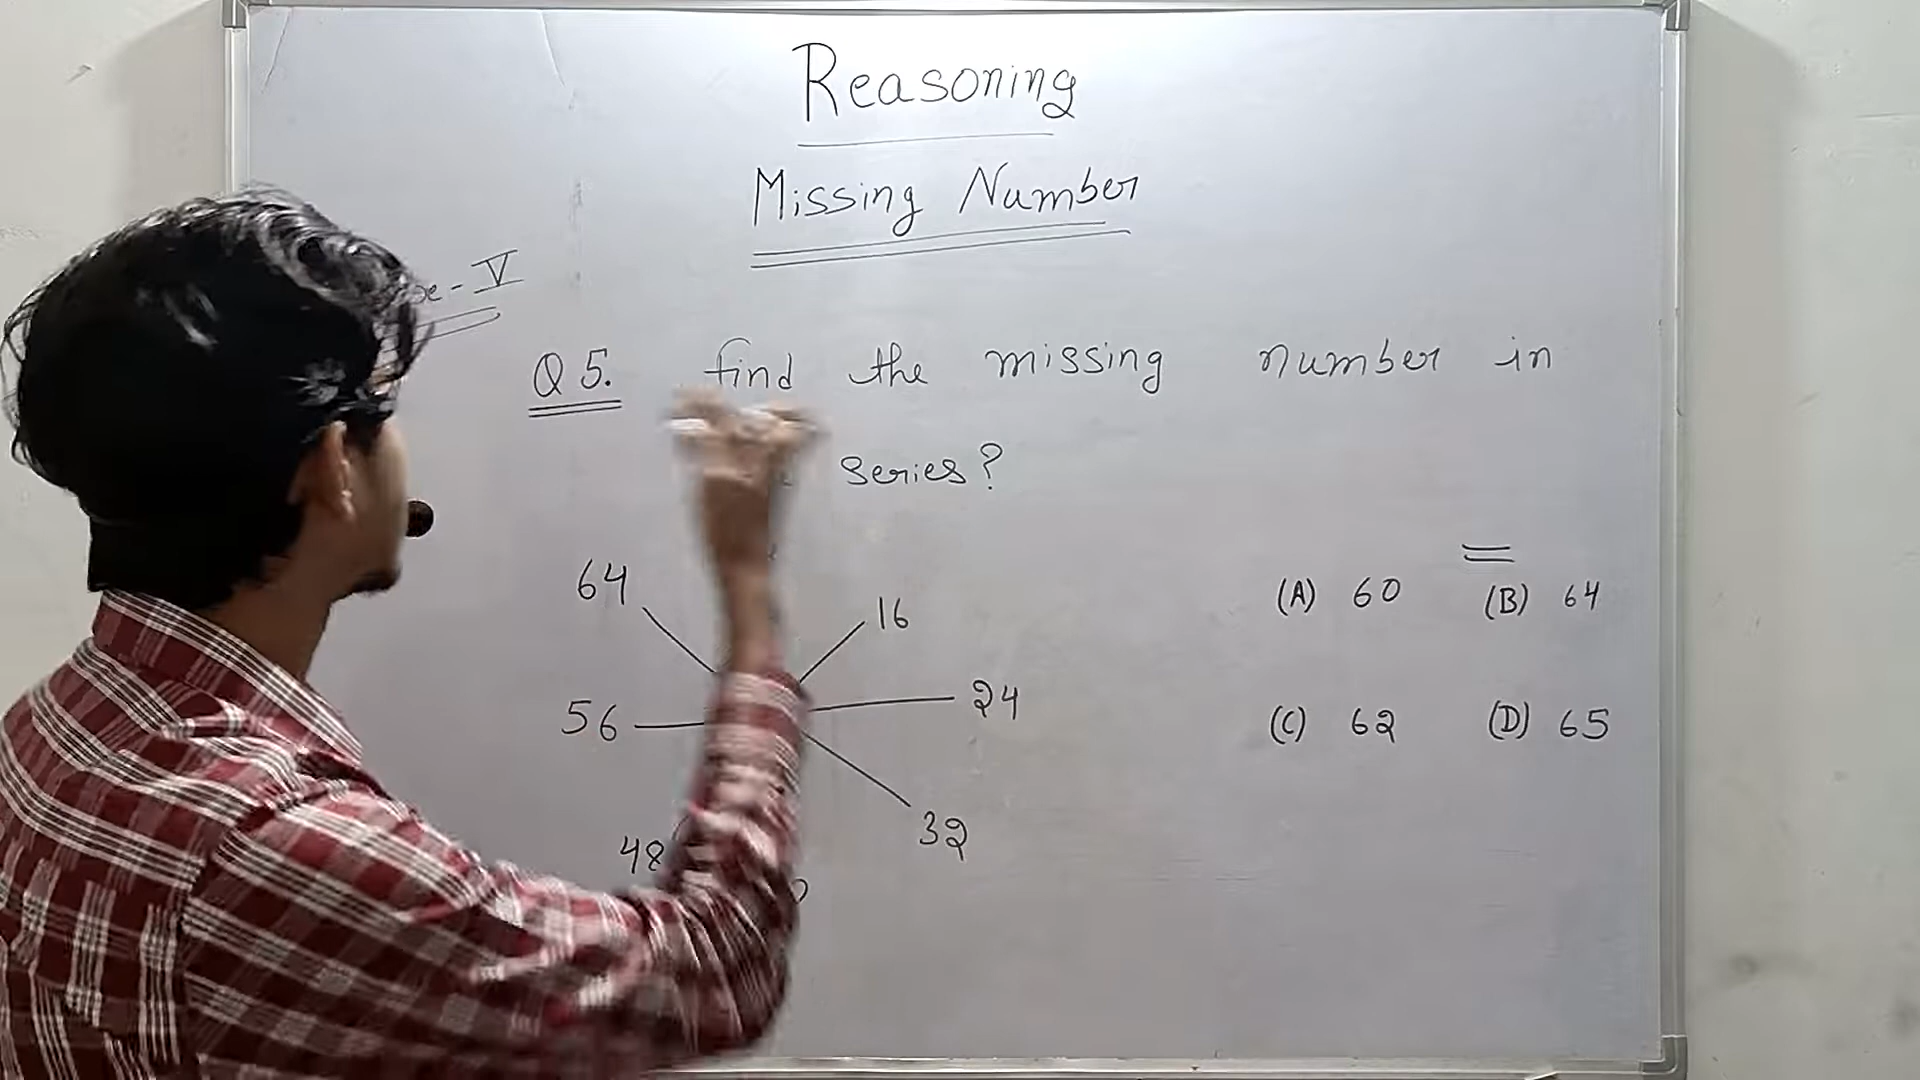 Reasoning
Missing Number
- V
Q5. find the missing number in
series?
64
16
(A) 60 (B) 64
56
24
(C) 62 (D) 65
48
32